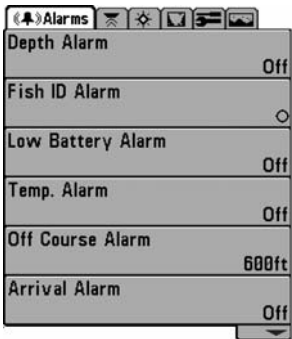 Alarms
Depth Alarm
Off
Fish ID Alarm
Low Battery Alarm
Off
Temp. Alarm
Off
Off Course Alarm
600ft
Arrival Alarm
Off